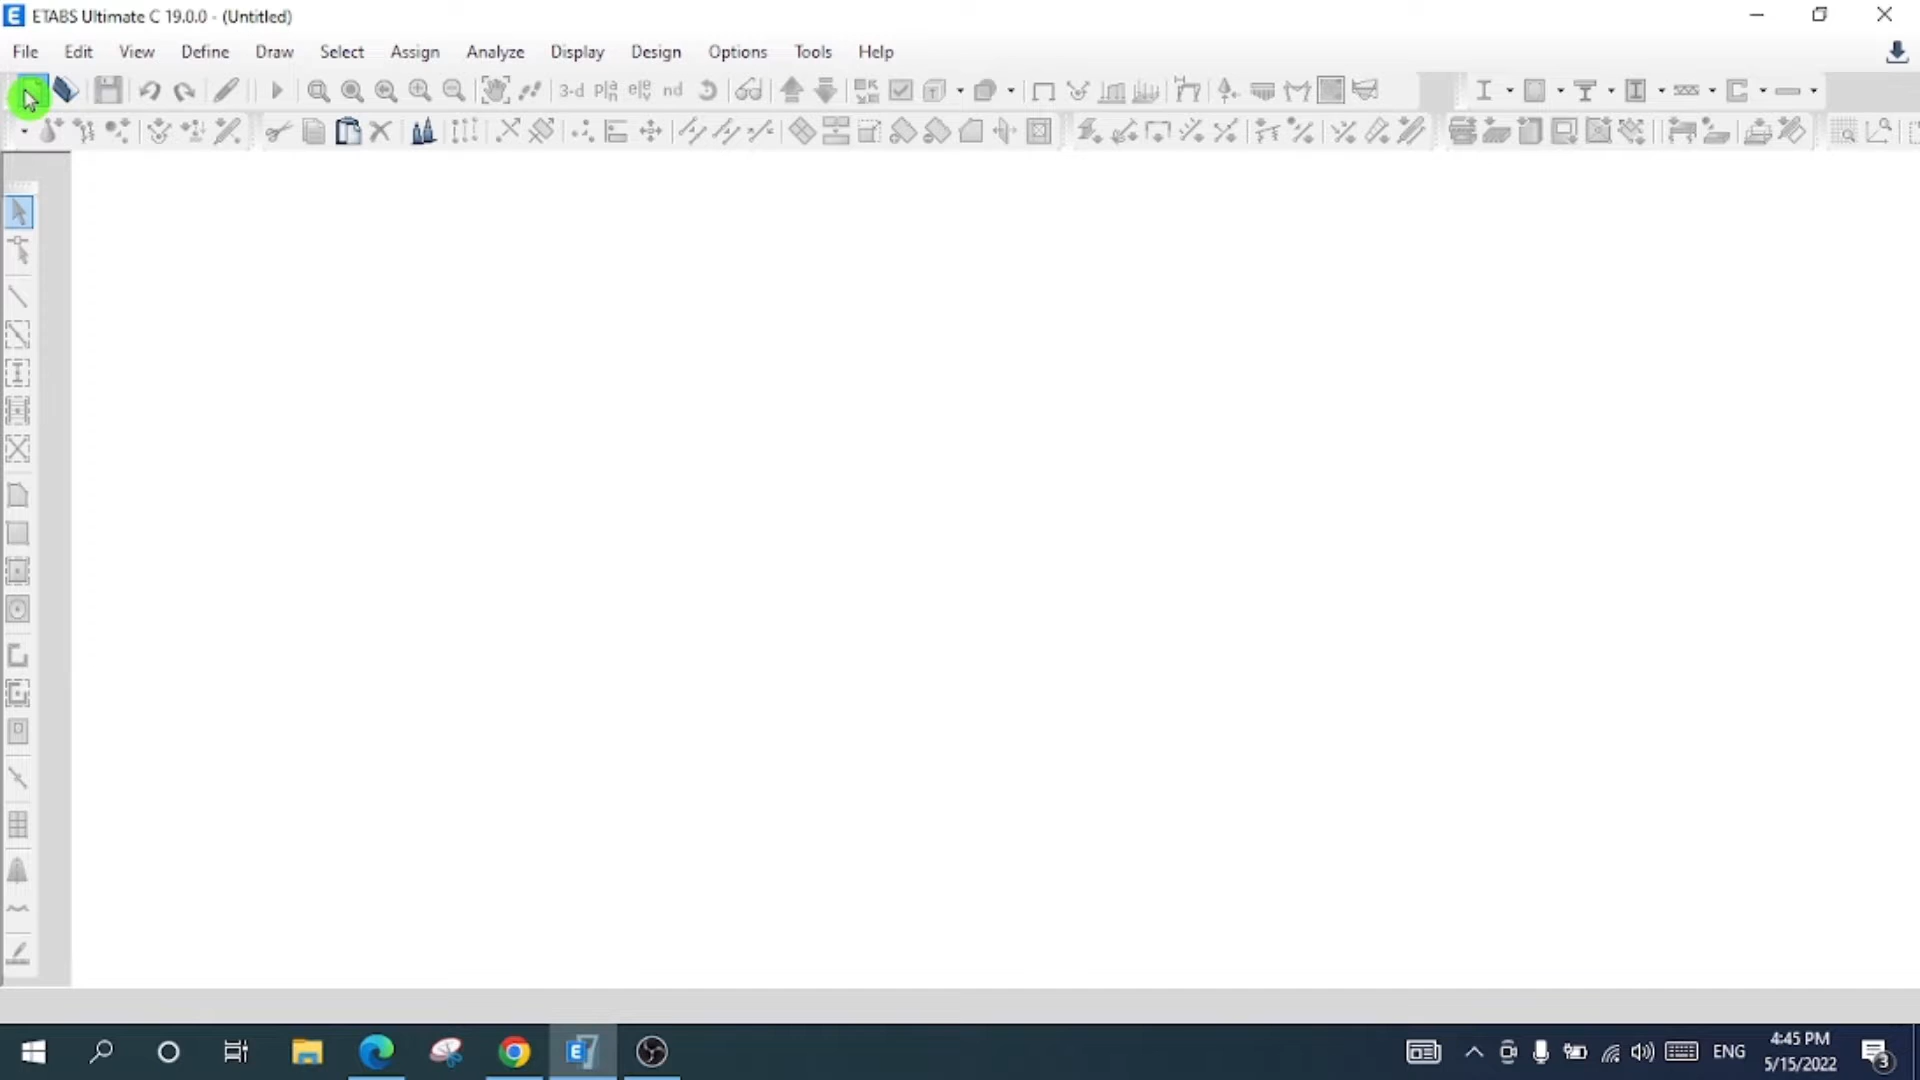 ETABS Ultimate C 19.0.0 - (Untitled)
File Edit View Define Draw Select Assign Analyze Display Design Options Tools Help
3-d nd
ENG
4:45 PM
5/15/2022
3